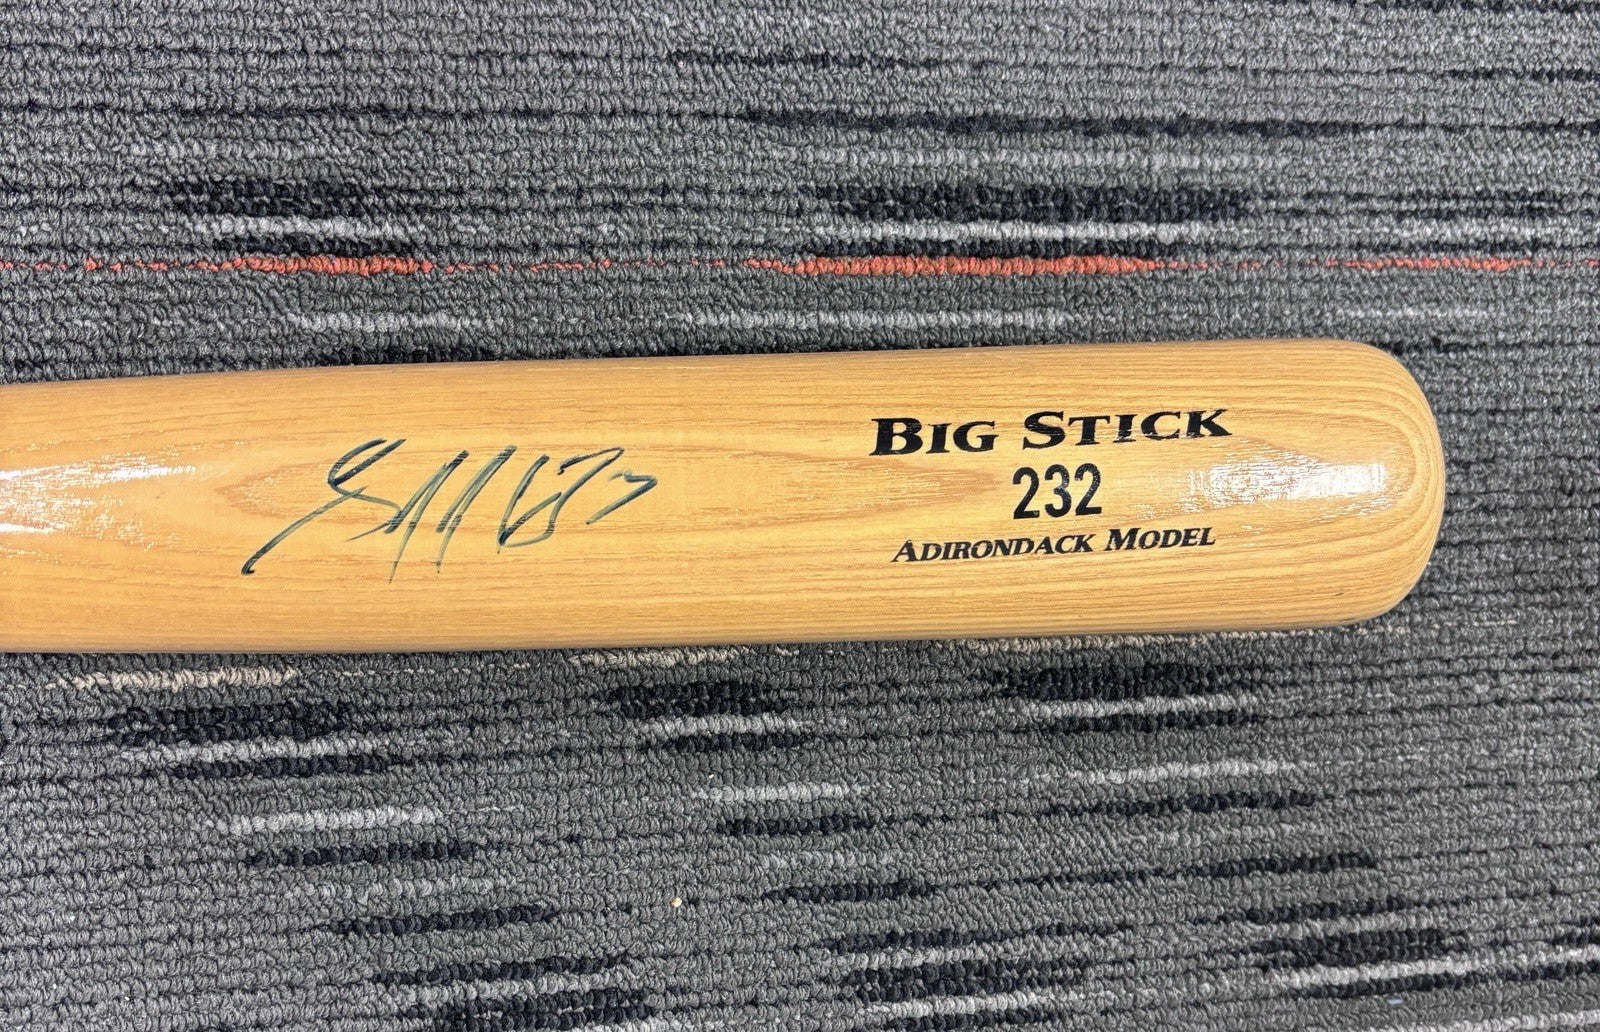 BIG STICK
232
ADIRONDACK MODEL